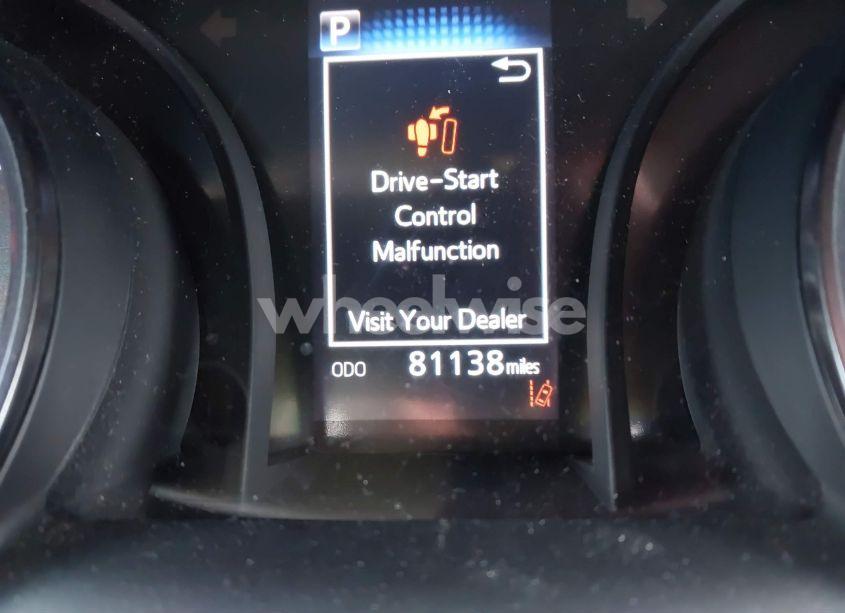 P
Drive-Start
Control
Malfunction
wheelwise
Visit Your Dealer
ODO 81138 miles